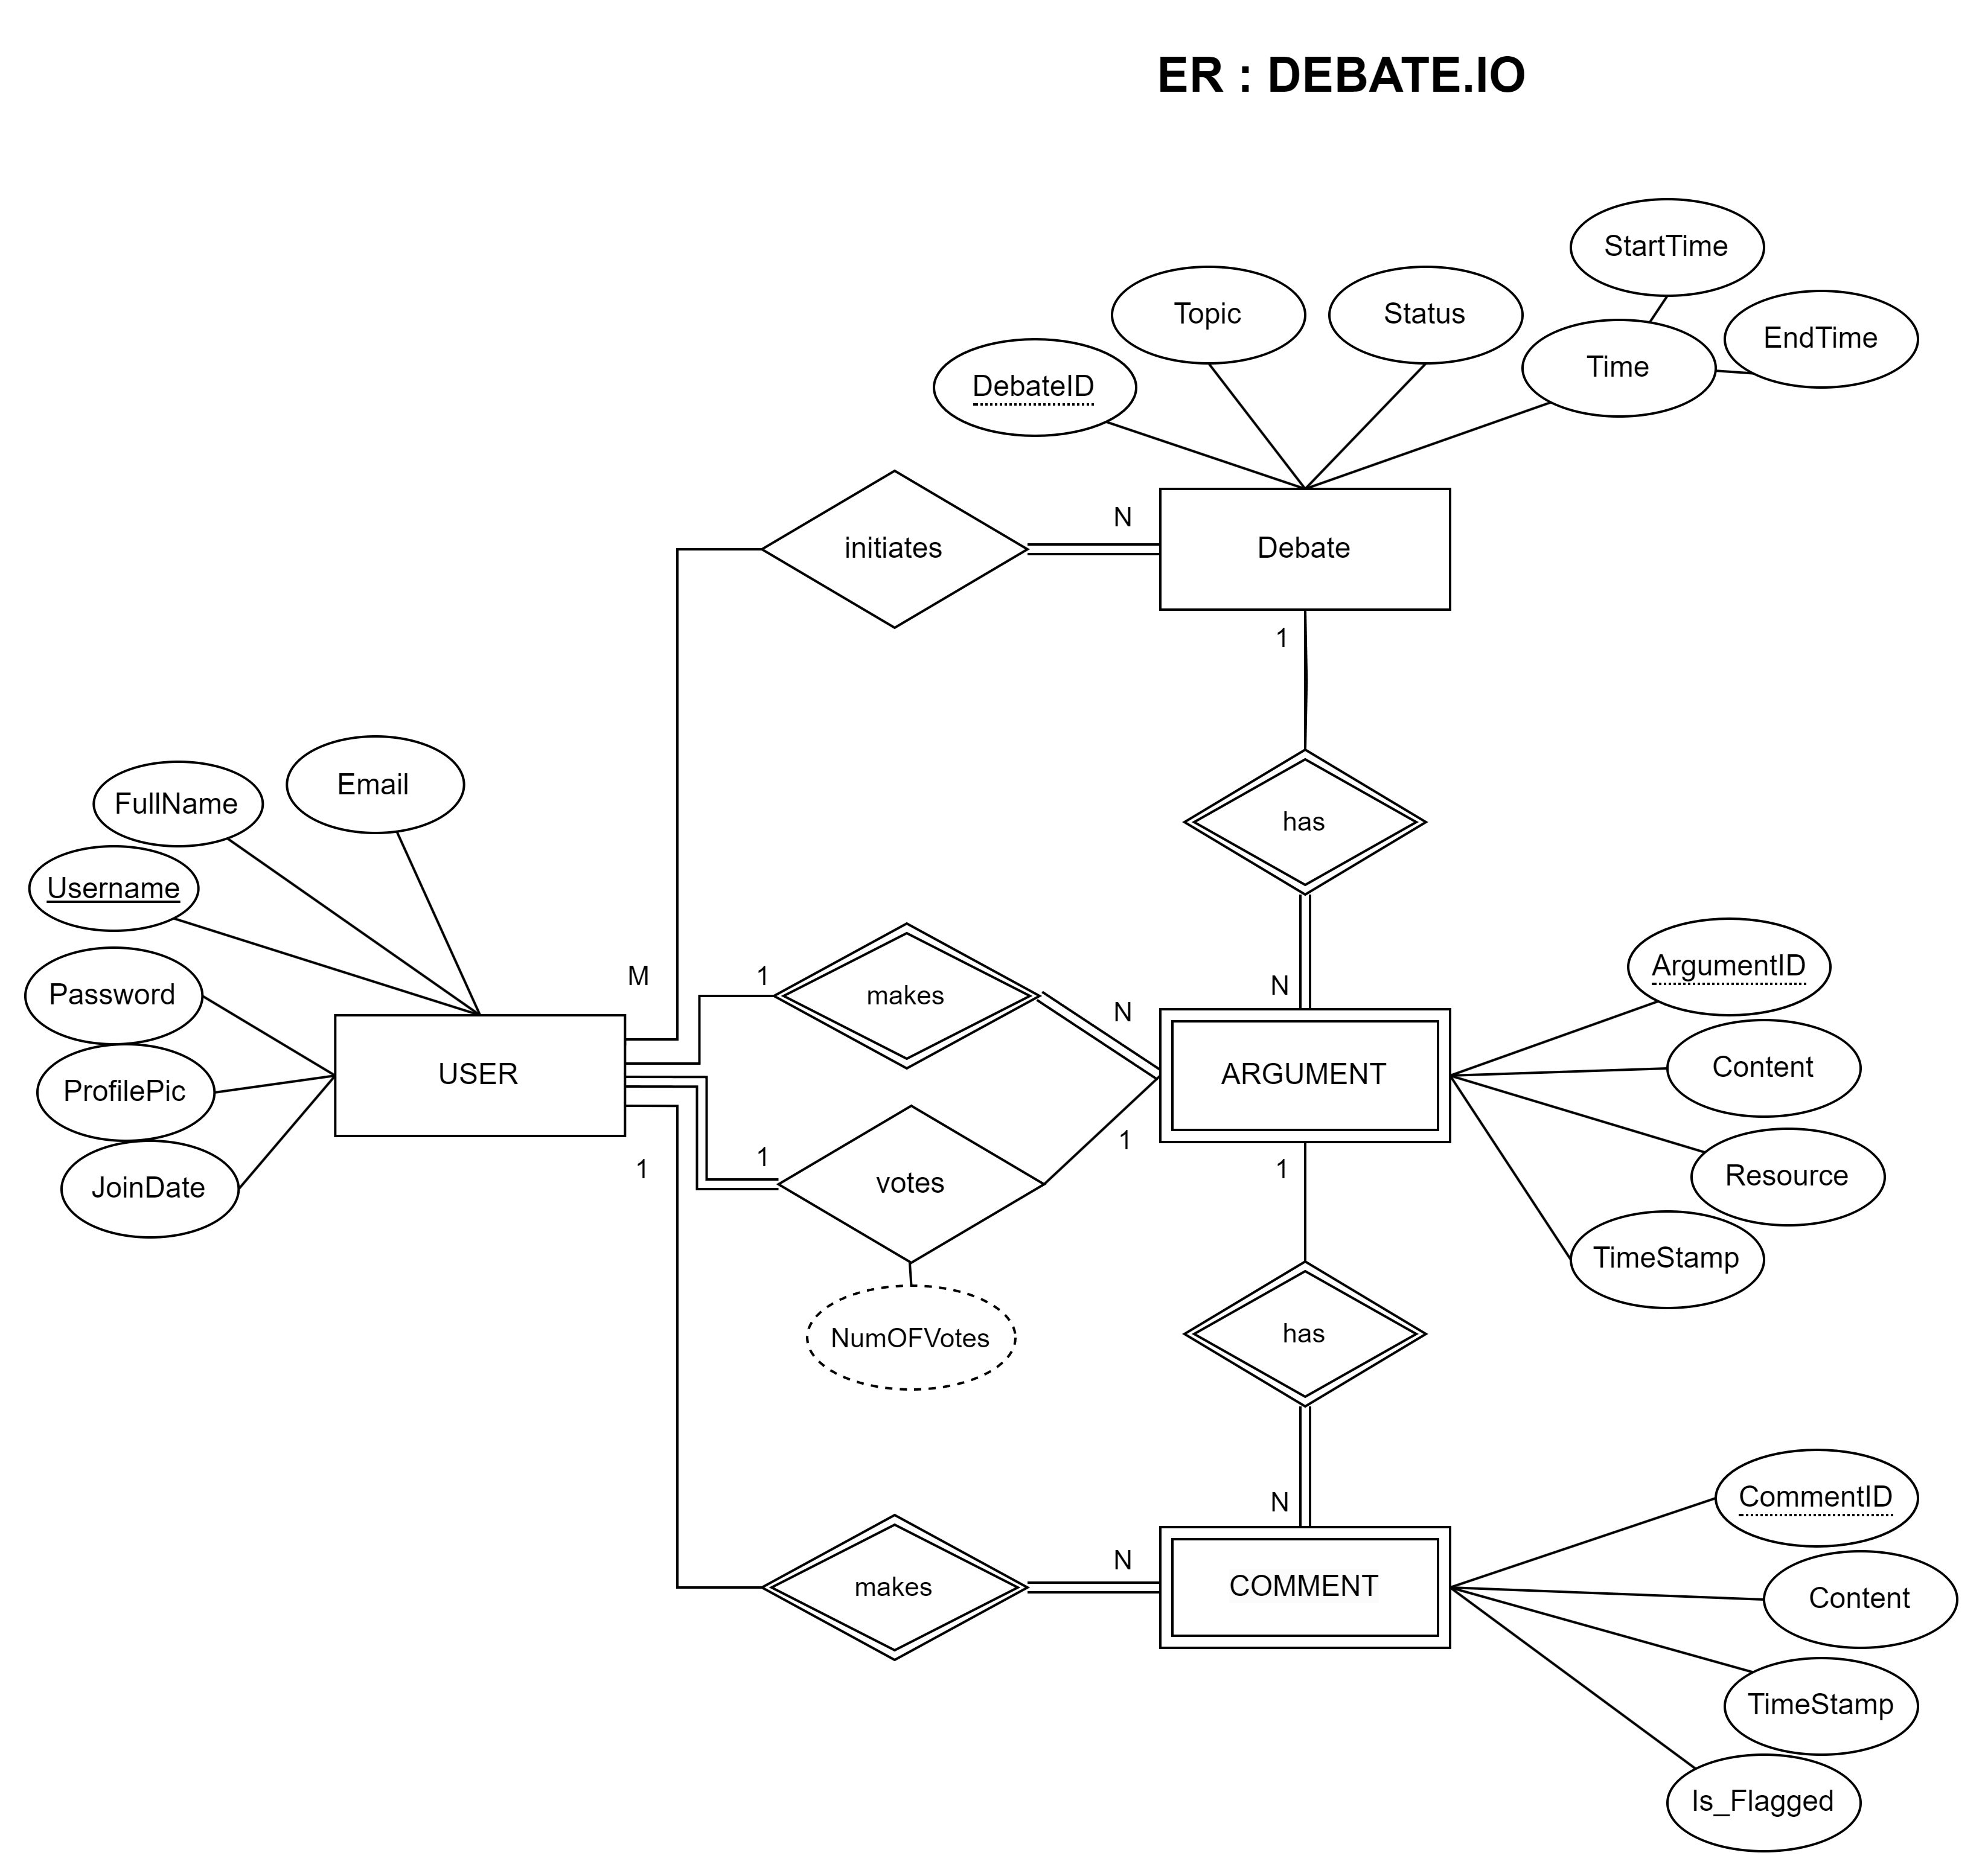 ER : DEBATE.IO
StartTime
Topic
Status
EndTime
Time
DebateID
N
initiates
Debate
1
Email
FullName
has
Username
ArgumentID
M
1
N
Password
makes
N
Content
USER
ARGUMENT
ProfilePic
1
1
1
1
Resource
JoinDate
votes
TimeStamp
NumOFVotes
has
CommentID
N
N
makes
COMMENT
Content
TimeStamp
Is_Flagged